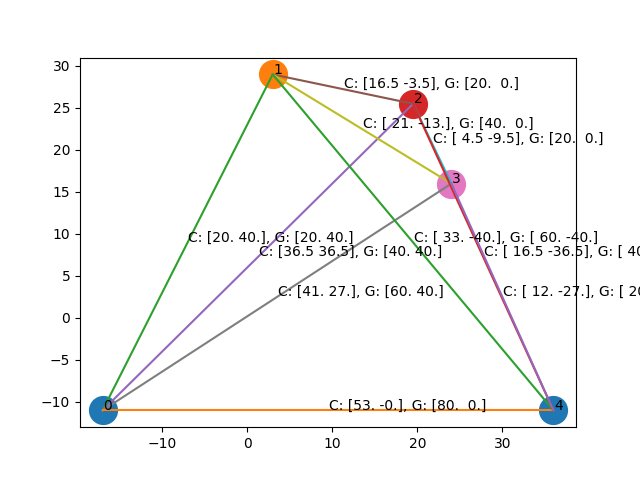 30
25
20
15
10
5
0
−5
−10
−10
0
10
20
30
1
2
3
0
4
C: [16.5 -3.5], G: [20.  0.]
C: [ 21. -13.], G: [40.  0.]
C: [ 4.5 -9.5], G: [20.  0.]
C: [20. 40.], G: [20. 40.]
C: [ 33. -40.], G: [ 60. -40.]
C: [36.5 36.5], G: [40. 40.]
C: [ 16.5 -36.5], G: [ 40
C: [41. 27.], G: [60. 40.]
C: [ 12. -27.], G: [ 20
C: [53. -0.], G: [80.  0.]